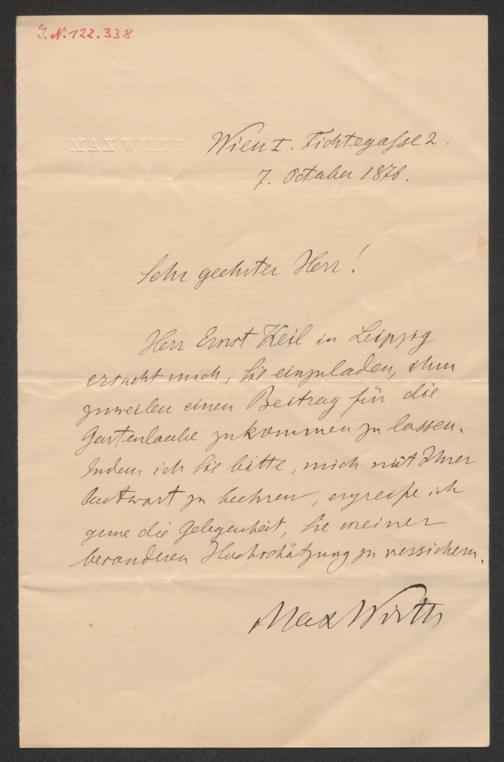 J.N. 122.338
MAX WIRTH
Wien I. Fichtegasse 2.
7. October 1876.
Sehr geehrter Herr!
Herr Ernst Keil in Leipzig
ersucht mich, Sie einzuladen, ihm
zuweilen einen Beitrag für die
Gartenlaube zukommen zu lassen.
Indem ich Sie bitte, mich mit Ihrer
Antwort zu beehren, ergreife ich
gerne die Gelegenheit, Sie meiner
besonderen Hochschätzung zu versichern.
Max Wirth